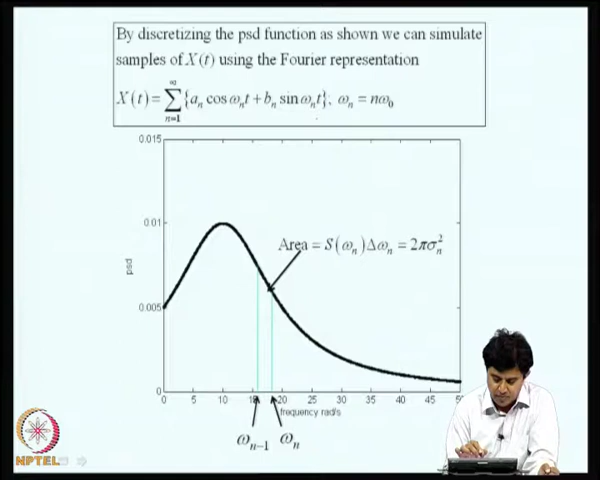 By discretizing the psd function as shown we can simulate
samples of X(t) using the Fourier representation
X(t)=∑_{n=1}^{∞}{a_n cos ω_n t + b_n sin ω_n t}; ω_n = nω_0
0.015
0.01
Area = S(ω_n)Δω_n = 2πσ_n^2
psd
0.005
0
0 5 10 20 25 30 35 40 45
frequency rad/s
ω_{n-1} ω_n
NPTEL